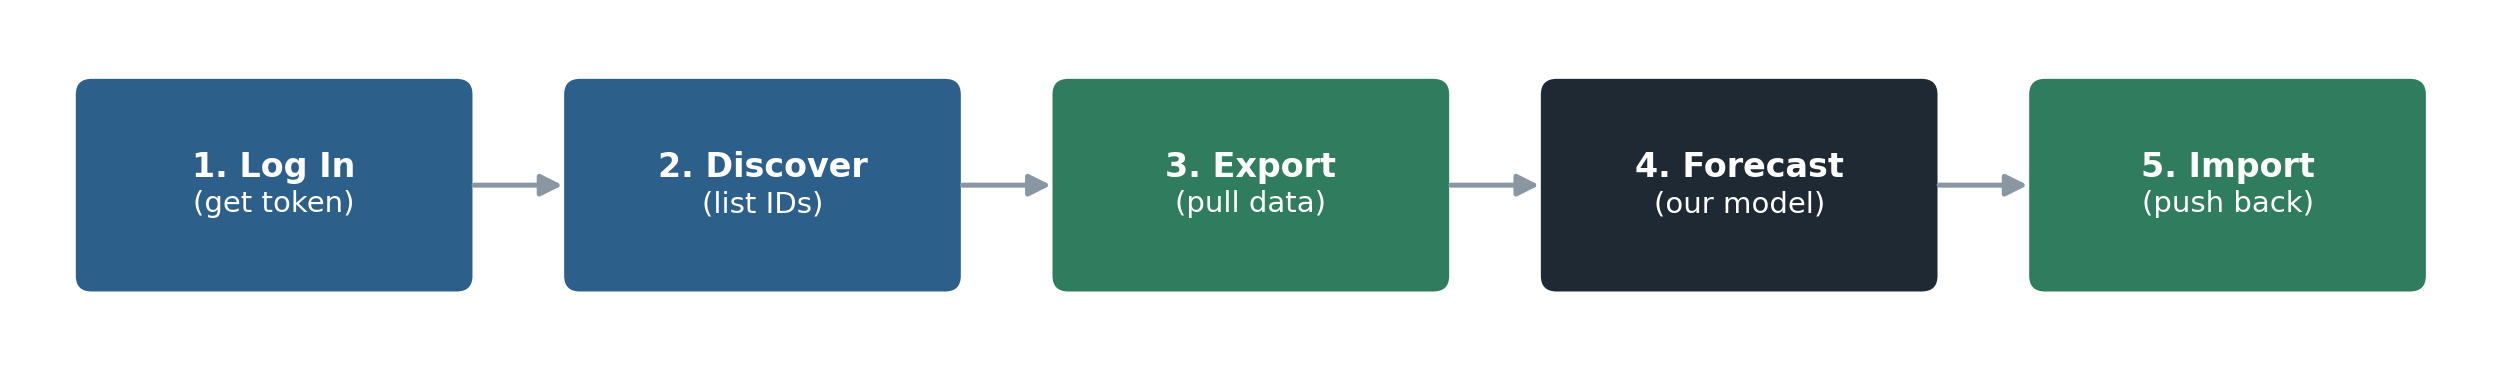 1. Log In
(get token)
2. Discover
(list IDs)
3. Export
(pull data)
4. Forecast
(our model)
5. Import
(push back)